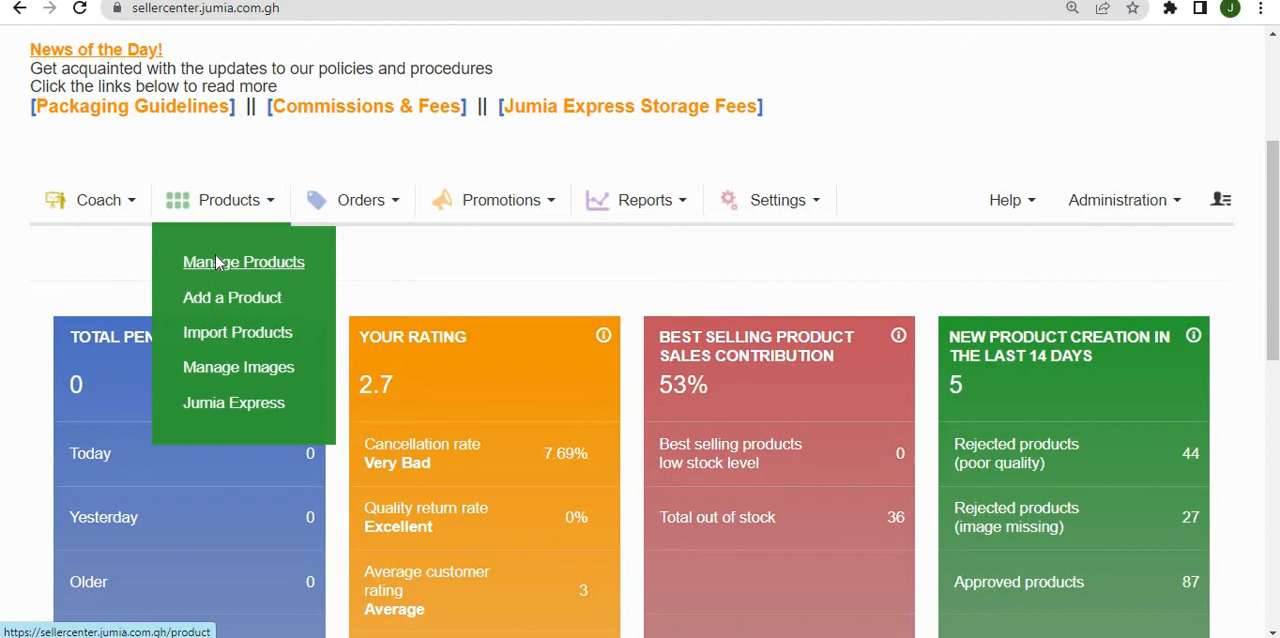 sellercenter.jumia.com.gh
J
News of the Day!
Get acquainted with the updates to our policies and procedures
Click the links below to read more
[Packaging Guidelines] || [Commissions & Fees] || [Jumia Express Storage Fees]
Coach Products Orders Promotions Reports Settings Help Administration
Manage Products
Add a Product
Import Products
Manage Images
Jumia Express
TOTAL PEN
0
Today 0
Yesterday 0
Older 0
YOUR RATING
2.7
Cancellation rate
Very Bad 7.69%
Quality return rate
Excellent 0%
Average customer
rating 3
Average
BEST SELLING PRODUCT
SALES CONTRIBUTION
53%
Best selling products
low stock level 0
Total out of stock 36
NEW PRODUCT CREATION IN
THE LAST 14 DAYS
5
Rejected products
(poor quality) 44
Rejected products
(image missing) 27
Approved products 87
https://sellercenter.jumia.com.gh/product